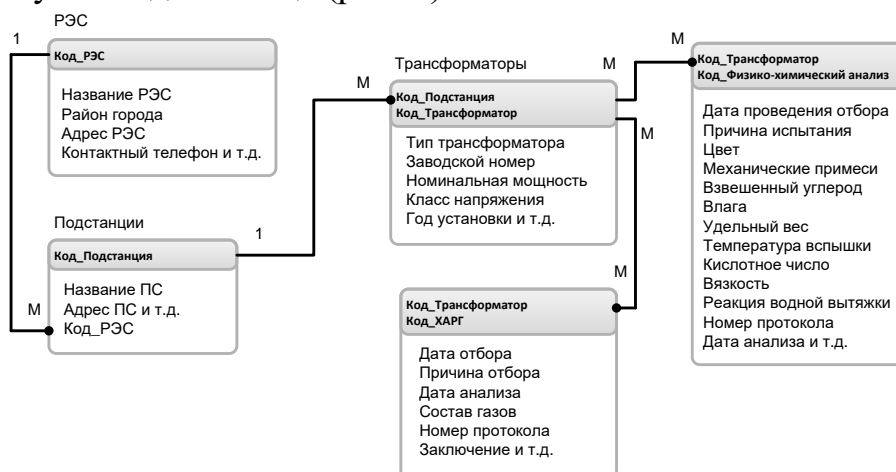 РЭС
1
Код_РЭС
Название РЭС
Район города
Адрес РЭС
Контактный телефон и т.д.
Подстанции
1
Код_Подстанция
Название ПС
Адрес ПС и т.д.
Код_РЭС
М
Трансформаторы
М
М
Код_Подстанция
Код_Трансформатор
Тип трансформатора
Заводской номер
Номинальная мощность
Класс напряжения
Год установки и т.д.
М
М
Код_Трансформатор
Код_ХАРГ
Дата отбора
Причина отбора
Дата анализа
Состав газов
Номер протокола
Заключение и т.д.
М
Код_Трансформатор
Код_Физико-химический анализ
Дата проведения отбора
Причина испытания
Цвет
Механические примеси
Взвешенный углерод
Влага
Удельный вес
Температура вспышки
Кислотное число
Вязкость
Реакция водной вытяжки
Номер протокола
Дата анализа и т.д.